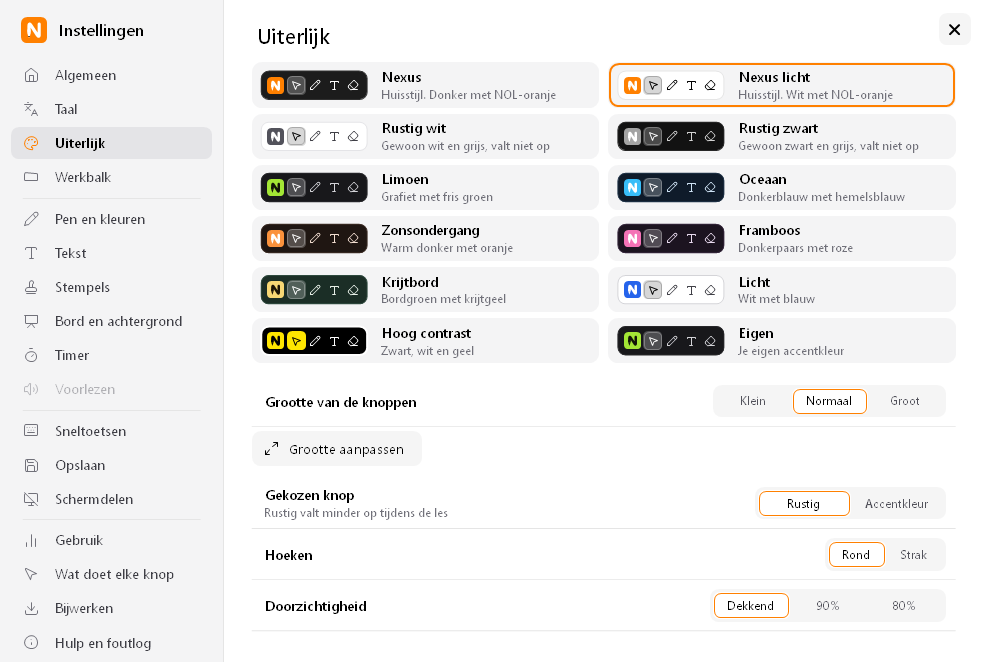 Instellingen
Algemeen
Taal
Uiterlijk
Werkbalk
Pen en kleuren
Tekst
Stempels
Bord en achtergrond
Timer
Voorlezen
Sneltoetsen
Opslaan
Schermdelen
Gebruik
Wat doet elke knop
Bijwerken
Hulp en foutlog
Uiterlijk
Nexus
Huisstijl. Donker met NOL-oranje
Nexus licht
Huisstijl. Wit met NOL-oranje
Rustig wit
Gewoon wit en grijs, valt niet op
Rustig zwart
Gewoon zwart en grijs, valt niet op
Limoen
Grafiet met fris groen
Oceaan
Donkerblauw met hemelsblauw
Zonsondergang
Warm donker met oranje
Framboos
Donkerpaars met roze
Krijtbord
Bordgroen met krijtgeel
Licht
Wit met blauw
Hoog contrast
Zwart, wit en geel
Eigen
Je eigen accentkleur
Grootte van de knoppen
Klein Normaal Groot
Grootte aanpassen
Gekozen knop
Rustig valt minder op tijdens de les
Rustig Accentkleur
Hoeken
Rond Strak
Doorzichtigheid
Dekkend 90% 80%